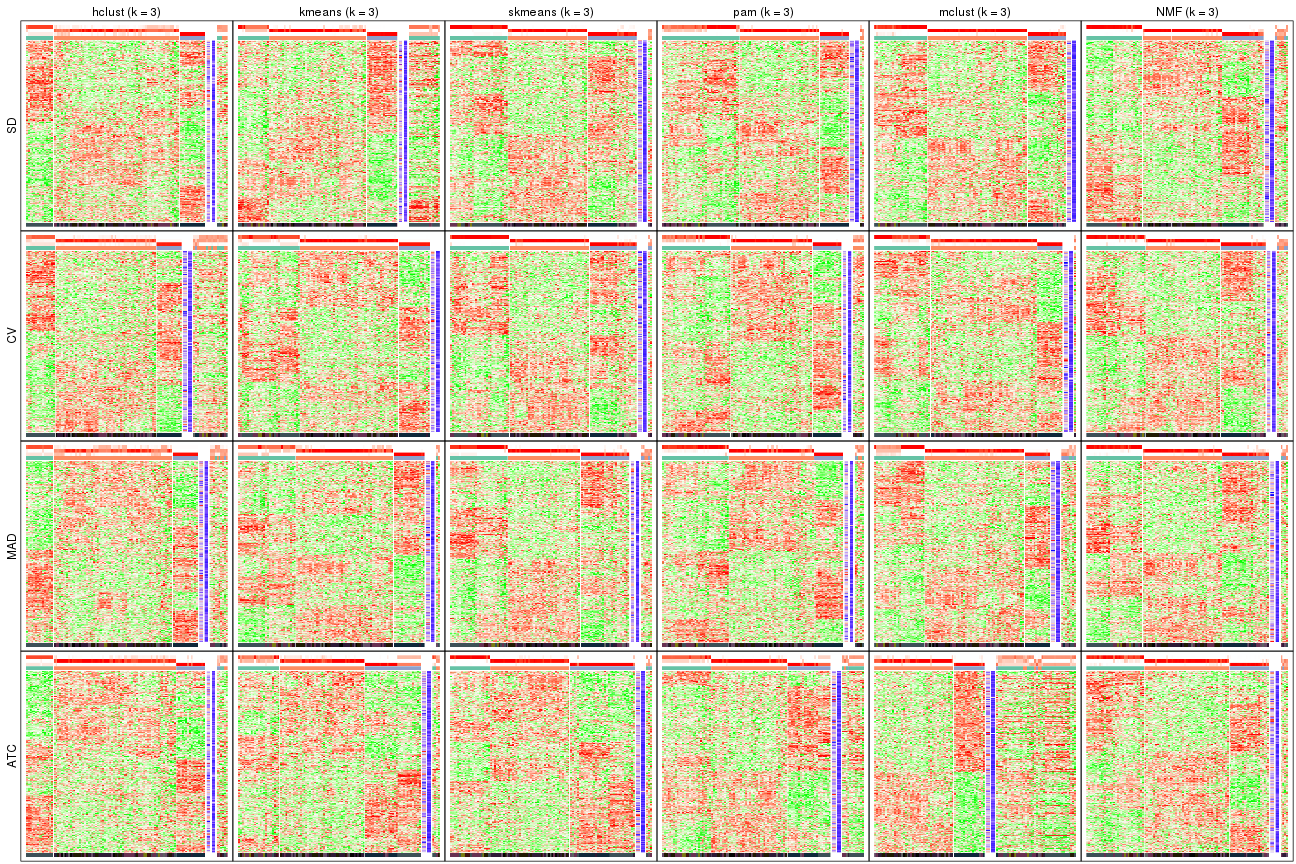 hclust (k = 3)
kmeans (k = 3)
skmeans (k = 3)
pam (k = 3)
mclust (k = 3)
NMF (k = 3)
SD
CV
MAD
ATC